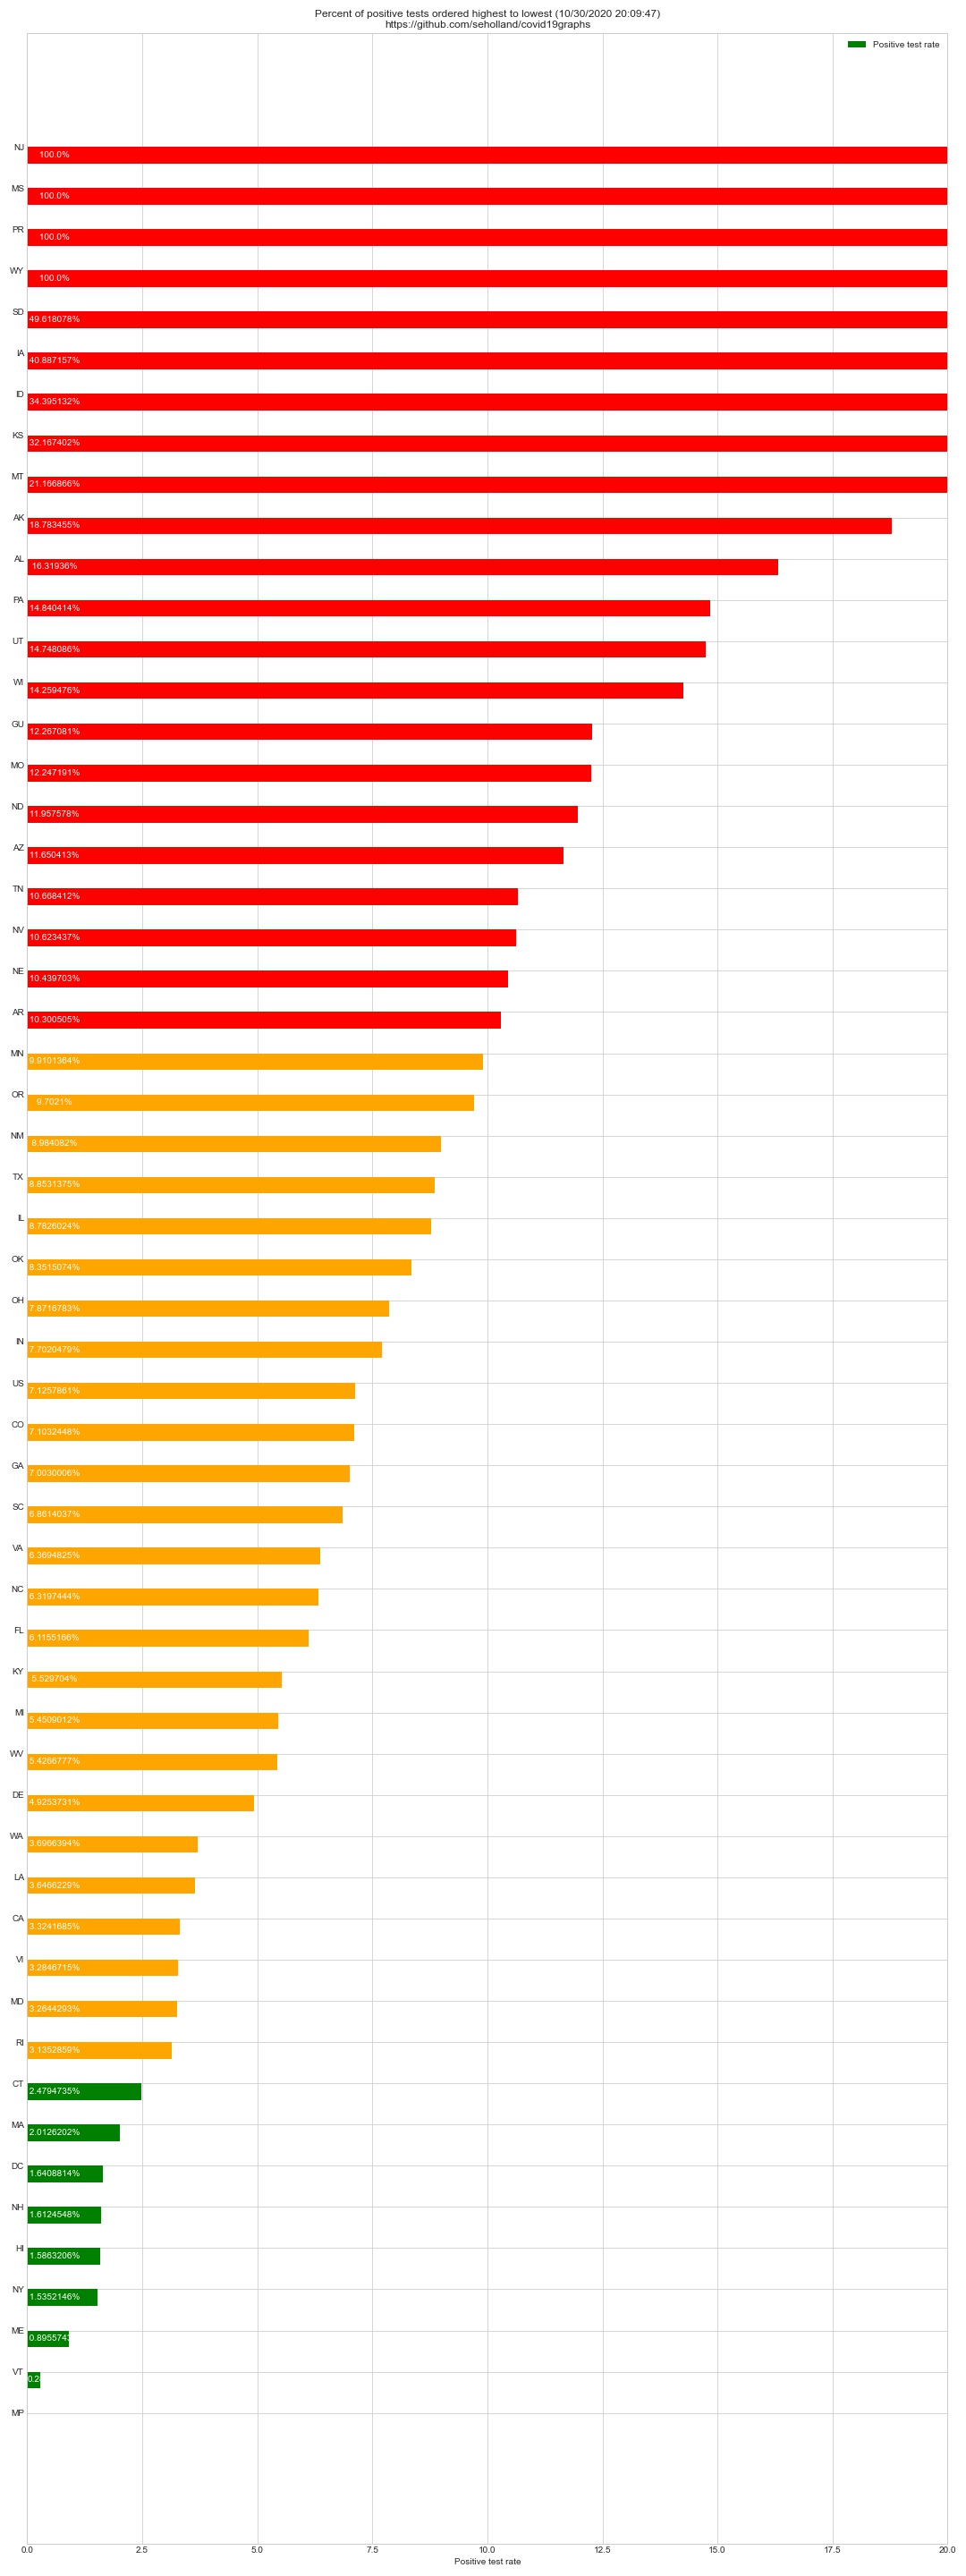 Percent of positive tests ordered highest to lowest (10/30/2020 20:09:47)
https://github.com/seholland/covid19graphs
Positive test rate
NJ 100.0%
MS 100.0%
PR 100.0%
WY 100.0%
SD 49.618078%
IA 40.887157%
ID 34.395132%
KS 32.167402%
MT 21.166866%
AK 18.783455%
AL 16.31936%
PA 14.840414%
UT 14.748086%
WI 14.259476%
GU 12.267081%
MO 12.247191%
ND 11.957578%
AZ 11.650413%
TN 10.668412%
NV 10.623437%
NE 10.439703%
AR 10.300505%
MN 9.9101364%
OR 9.7021%
NM 8.984082%
TX 8.8531375%
IL 8.7826024%
OK 8.3515074%
OH 7.8716783%
IN 7.7020479%
US 7.1257861%
CO 7.1032448%
GA 7.0030006%
SC 6.8614037%
VA 6.3694825%
NC 6.3197444%
FL 6.1155166%
KY 5.529704%
MI 5.4509012%
WV 5.4266777%
DE 4.9253731%
WA 3.6966394%
LA 3.6466229%
CA 3.3241685%
VI 3.2846715%
MD 3.2644293%
RI 3.1352859%
CT 2.4794735%
MA 2.0126202%
DC 1.6408814%
NH 1.6124548%
HI 1.5863206%
NY 1.5352146%
ME 0.895574
VT
MP
0.0 2.5 5.0 7.5 10.0 12.5 15.0 17.5 20.0
Positive test rate